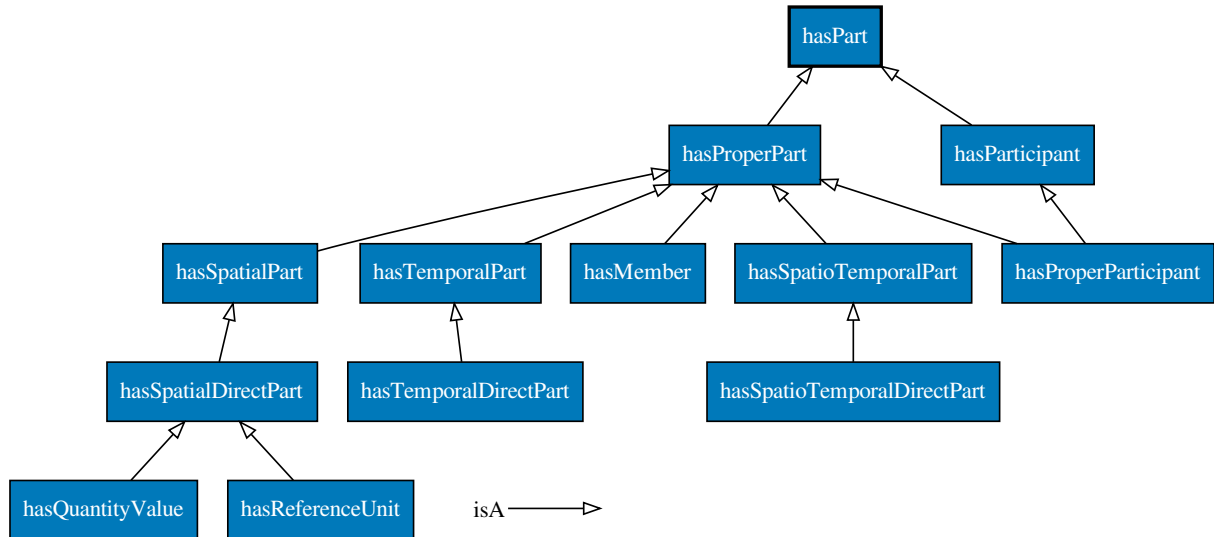 hasPart
hasProperPart
hasParticipant
hasSpatialPart
hasTemporalPart
hasMember
hasSpatioTemporalPart
hasProperParticipant
hasSpatialDirectPart
hasTemporalDirectPart
hasSpatioTemporalDirectPart
hasQuantityValue
hasReferenceUnit
isA